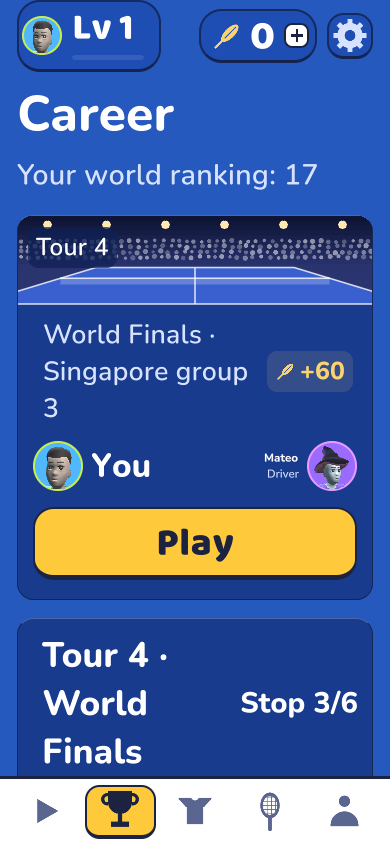 Lv 1
0
Career
Your world ranking: 17
Tour 4
World Finals ·
Singapore group
3
+60
You
Mateo
Driver
Play
Tour 4 ·
World
Finals
Stop 3/6